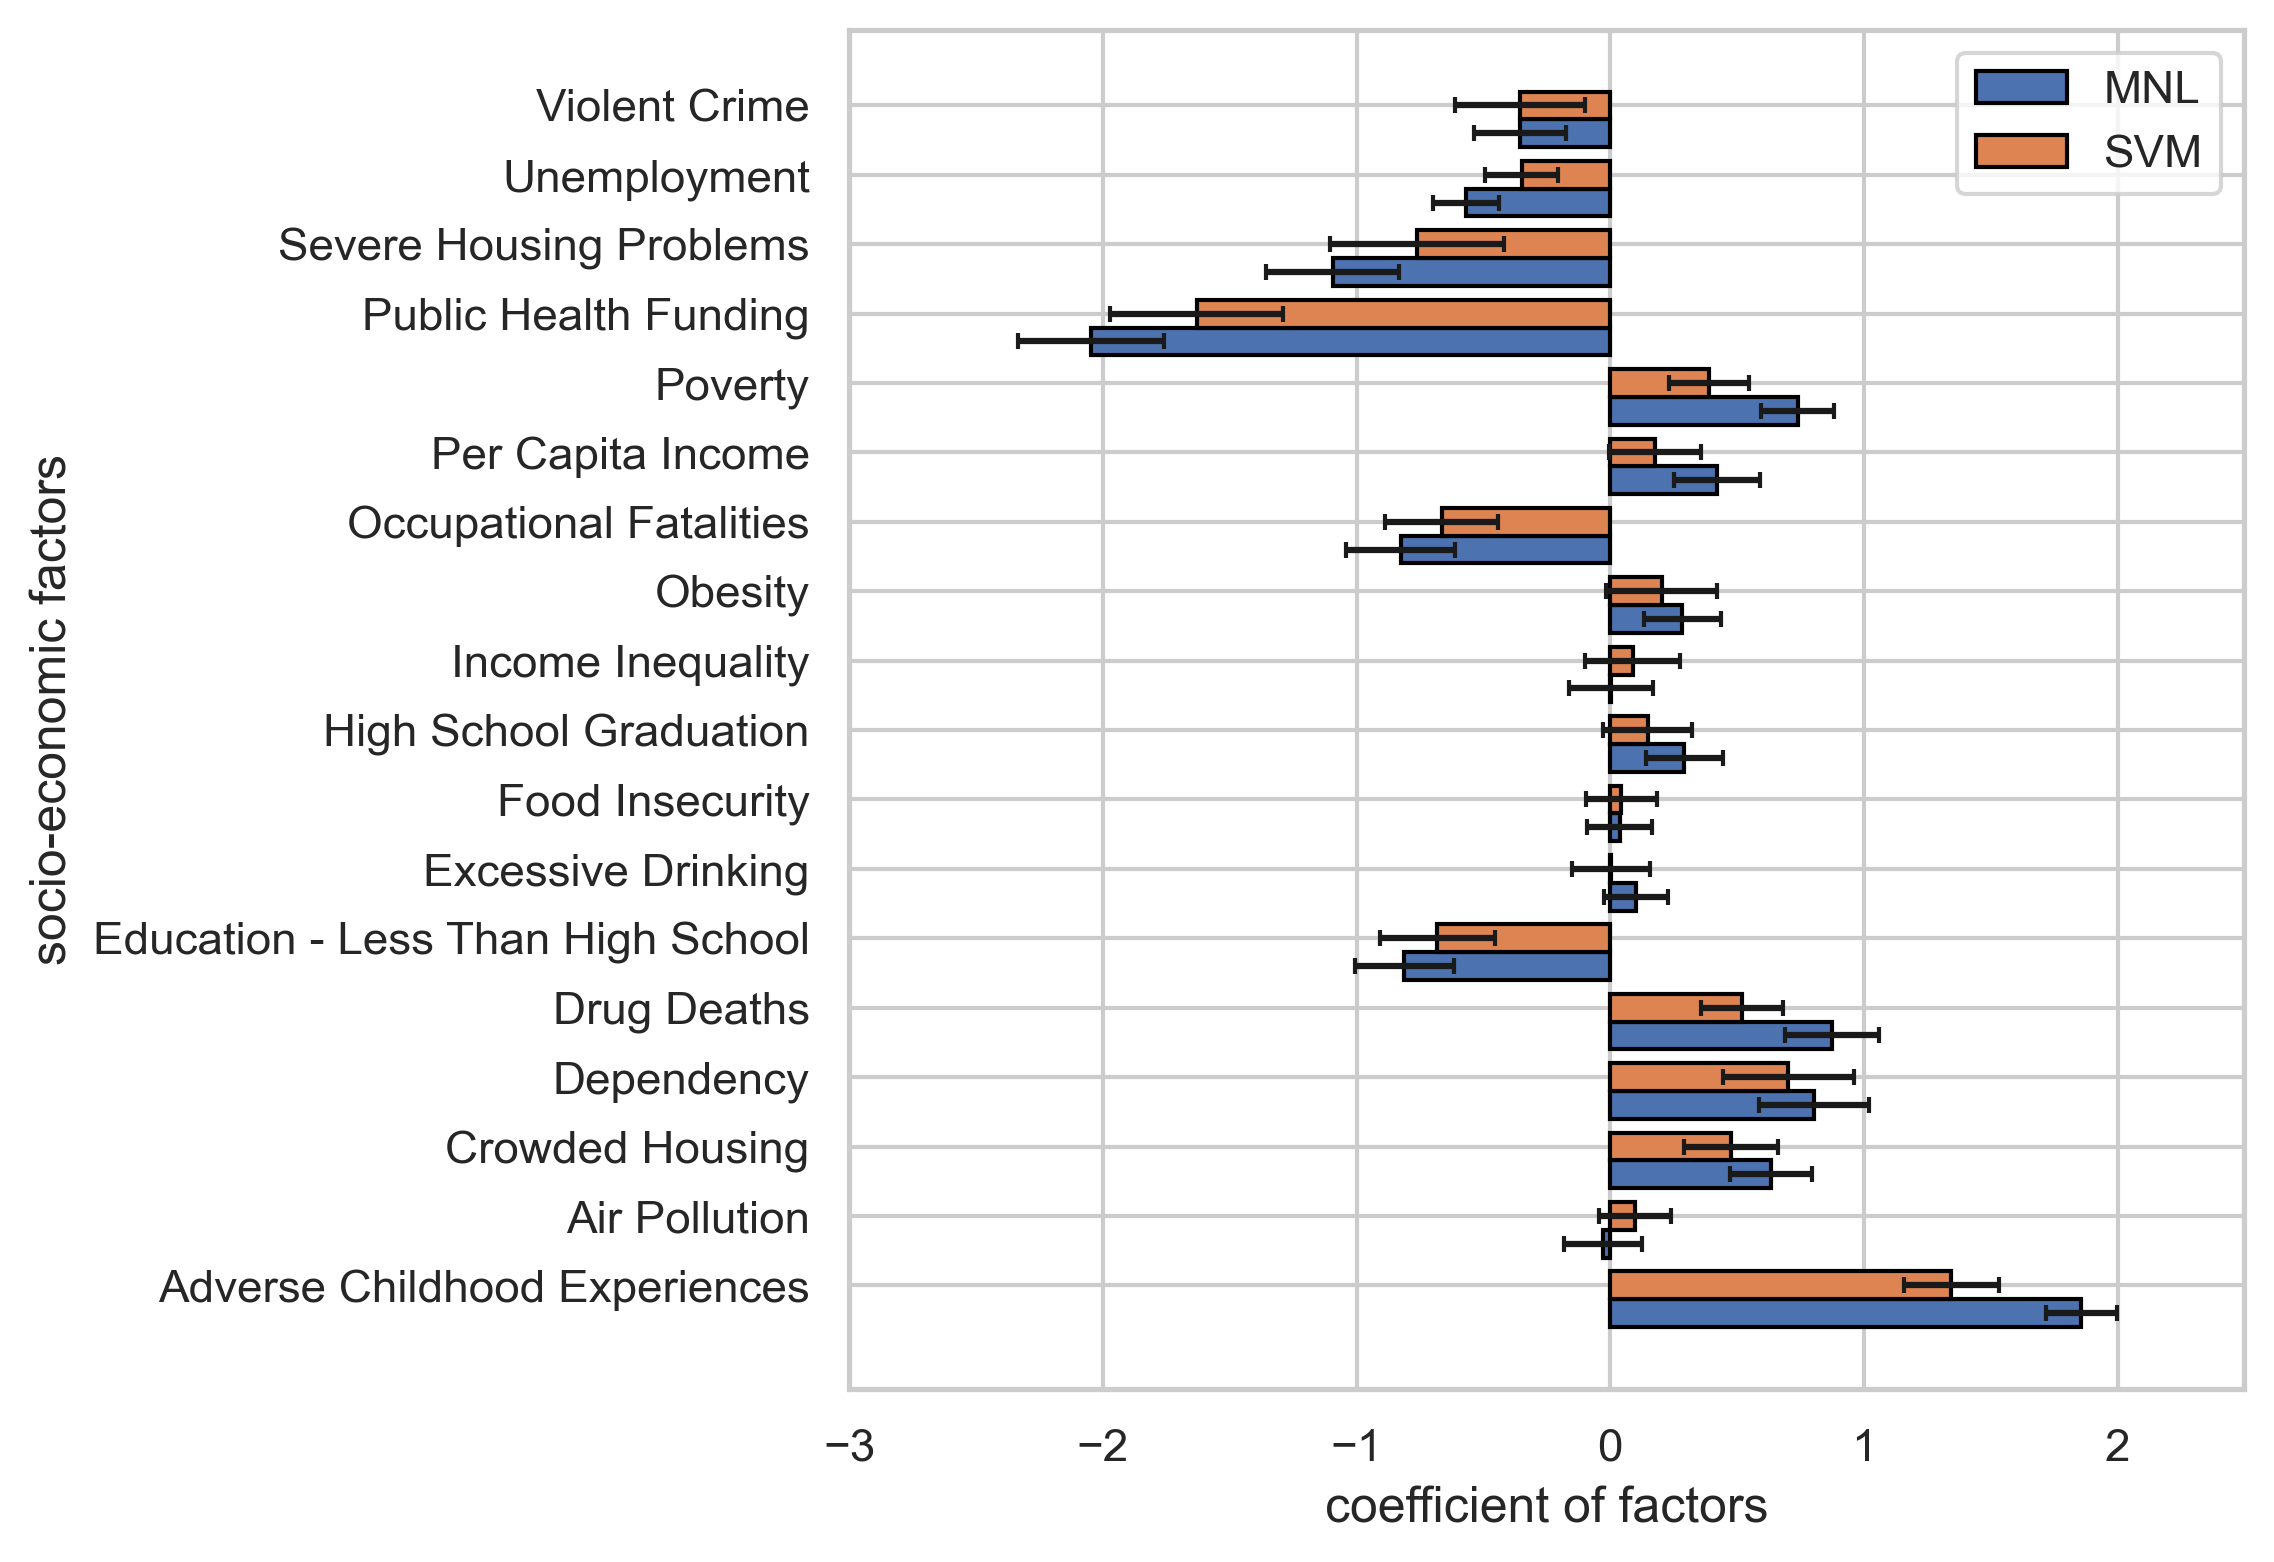 MNL
SVM
Violent Crime
Unemployment
Severe Housing Problems
Public Health Funding
Poverty
Per Capita Income
Occupational Fatalities
Obesity
Income Inequality
High School Graduation
Food Insecurity
Excessive Drinking
Education - Less Than High School
Drug Deaths
Dependency
Crowded Housing
Air Pollution
Adverse Childhood Experiences
socio-economic factors
−3 −2 −1 0 1 2
coefficient of factors